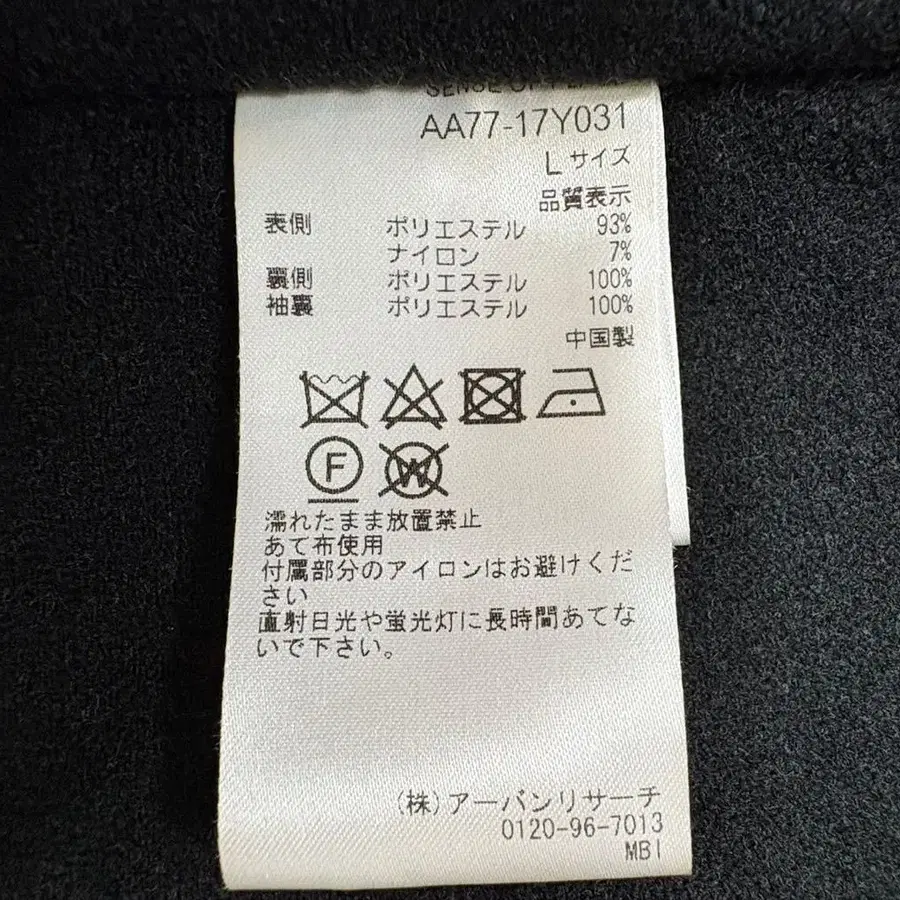 SENSE OF PLACE
AA77-17Y031
L サイズ
品質表示
表側 ポリエステル 93%
ナイロン 7%
裏側 ポリエステル 100%
袖裏 ポリエステル 100%
中国製
F W
濡れたまま放置禁止
あて布使用
付属部分のアイロンはお避けくだ
さい
直射日光や蛍光灯に長時間あてな
いで下さい。
(株)アーバンリサーチ
0120-96-7013
MBI